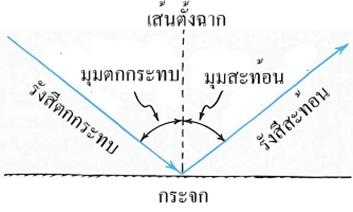 เส้นตั้งฉาก
มุมตกกระทบ
มุมสะท้อน
รังสีตกกระทบ
รังสีสะท้อน
กระจก